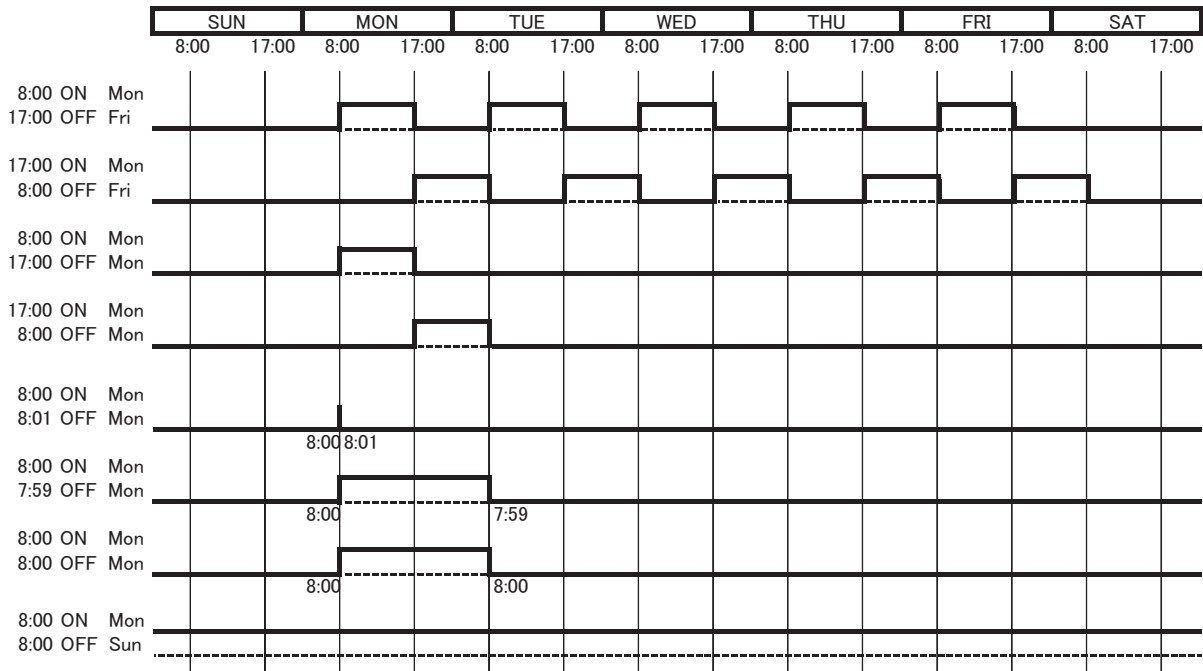 SUN MON TUE WED THU FRI SAT
8:00 17:00 8:00 17:00 8:00 17:00 8:00 17:00 8:00 17:00 8:00 17:00 8:00 17:00
8:00 ON Mon
17:00 OFF Fri
17:00 ON Mon
8:00 OFF Fri
8:00 ON Mon
17:00 OFF Mon
17:00 ON Mon
8:00 OFF Mon
8:00 ON Mon
8:01 OFF Mon
8:00 8:01
8:00 ON Mon
7:59 OFF Mon
8:00 7:59
8:00 ON Mon
8:00 OFF Mon
8:00 8:00
8:00 ON Mon
8:00 OFF Sun